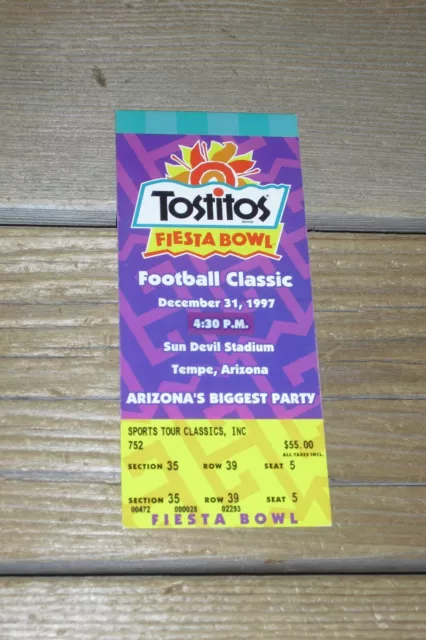 Tostitos
FIESTA BOWL
Football Classic
December 31, 1997
4:30 P.M.
Sun Devil Stadium
Tempe, Arizona
ARIZONA'S BIGGEST PARTY
SPORTS TOUR CLASSICS, INC
752 $55.00
ALL TAXES INCL.
SECTION 35 ROW 39 SEAT 5
SECTION 35 ROW 39 SEAT 5
00472 000026 02253
FIESTA BOWL